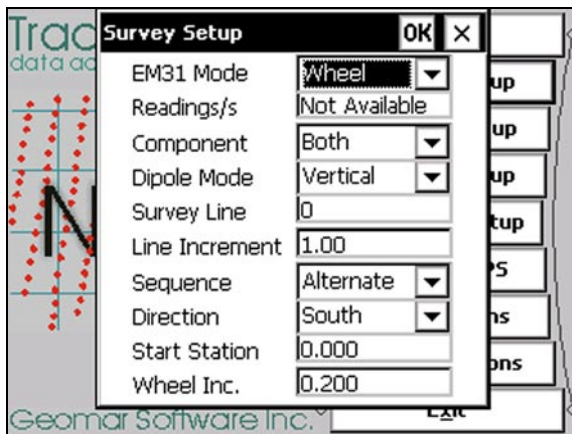 Trac
data ac
N
Survey Setup OK ×
EM31 Mode Wheel
Readings/s Not Available
Component Both
Dipole Mode Vertical
Survey Line 0
Line Increment 1.00
Sequence Alternate
Direction South
Start Station 0.000
Wheel Inc. 0.200
up
up
up
tup
PS
ns
ons
Exit
Geomar Software Inc.